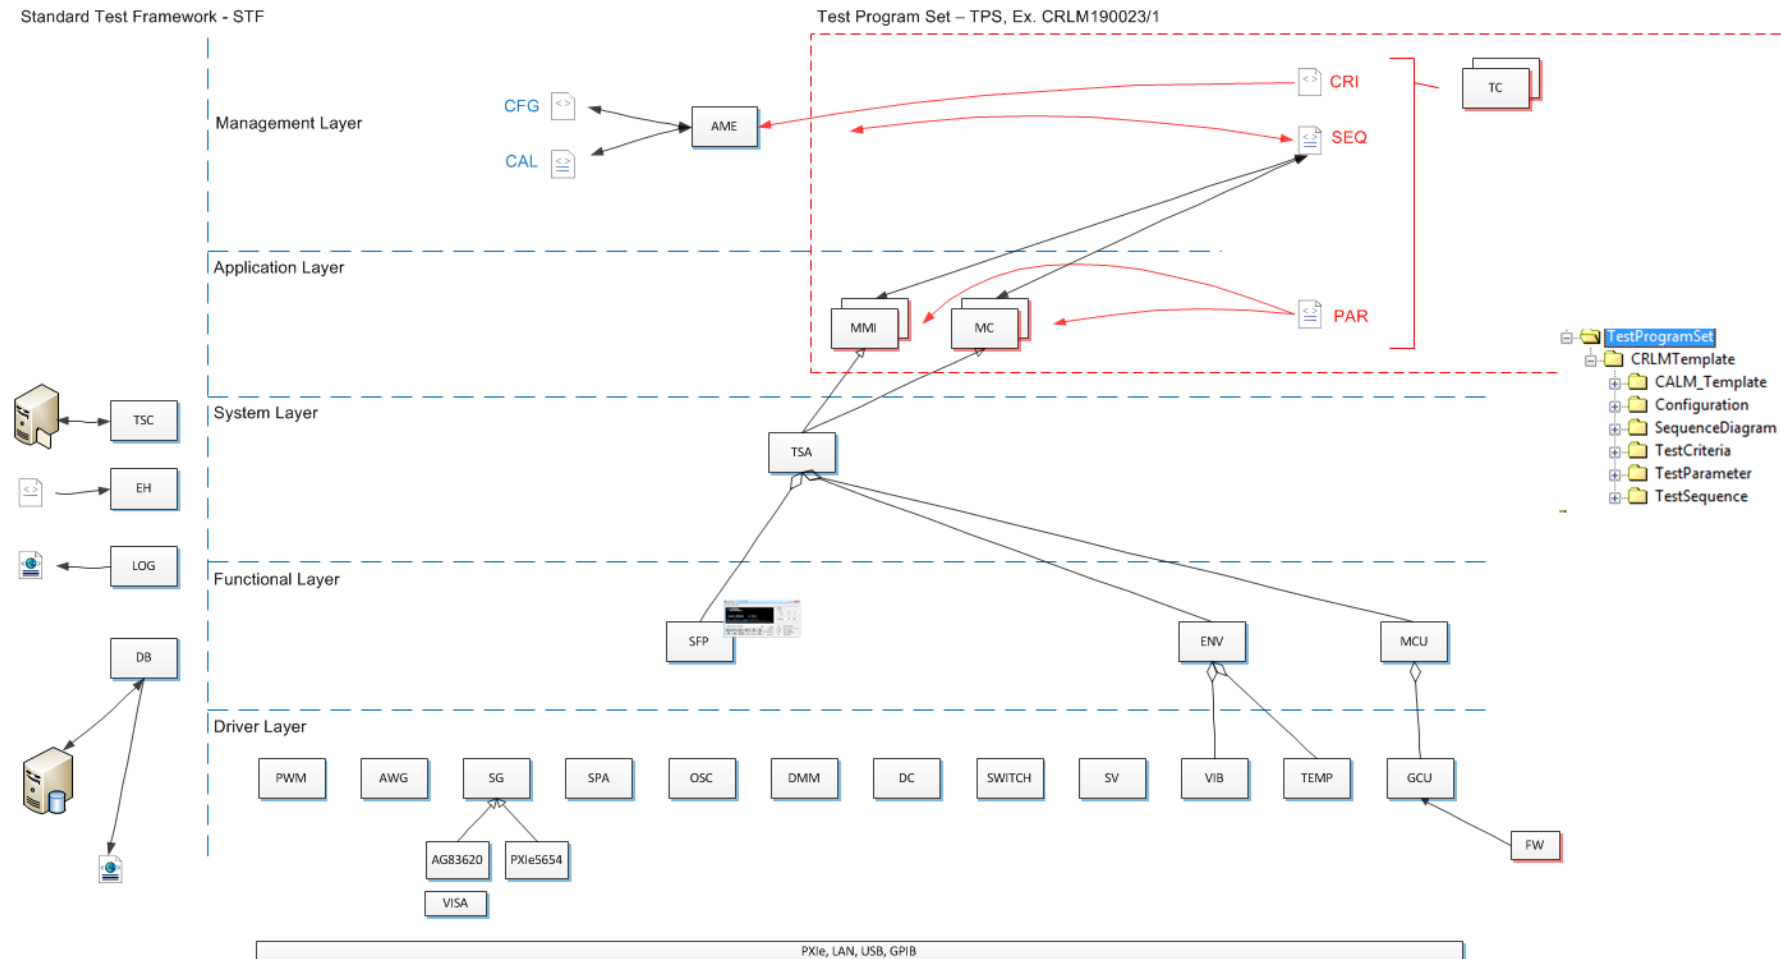 Standard Test Framework - STF
Test Program Set – TPS, Ex. CRLM190023/1
CRI
TC
CFG
AME
Management Layer
SEQ
CAL
Application Layer
MMI
MC
PAR
TestProgramSet
CRLMTemplate
CALM_Template
Configuration
SequenceDiagram
TestCriteria
TestParameter
TestSequence
System Layer
TSC
TSA
EH
LOG
Functional Layer
SFP
ENV
MCU
DB
Driver Layer
PWM
AWG
SG
SPA
OSC
DMM
DC
SWITCH
SV
VIB
TEMP
GCU
FW
AG83620
PXIe5654
VISA
PXIe, LAN, USB, GPIB